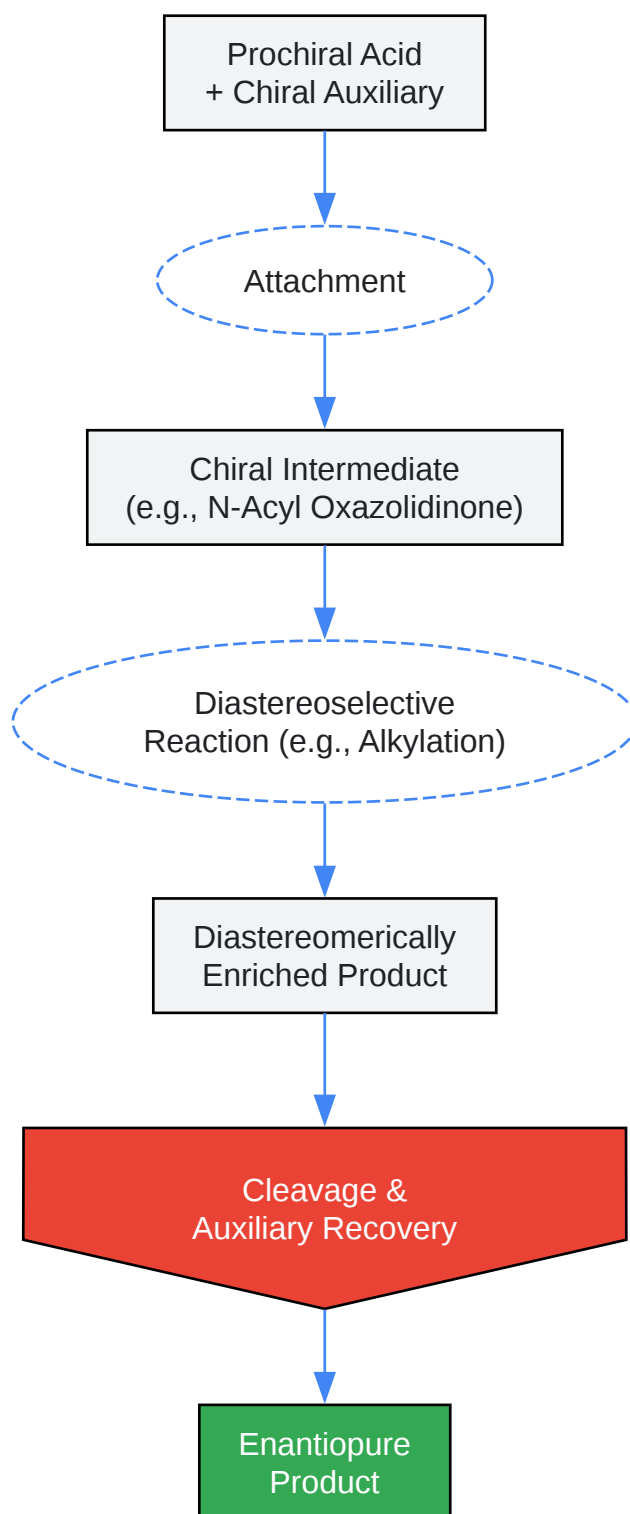 Prochiral Acid
+ Chiral Auxiliary
Attachment
Chiral Intermediate
(e.g., N-Acyl Oxazolidinone)
Diastereoselective
Reaction (e.g., Alkylation)
Diastereomerically
Enriched Product
Cleavage &
Auxiliary Recovery
Enantiopure
Product